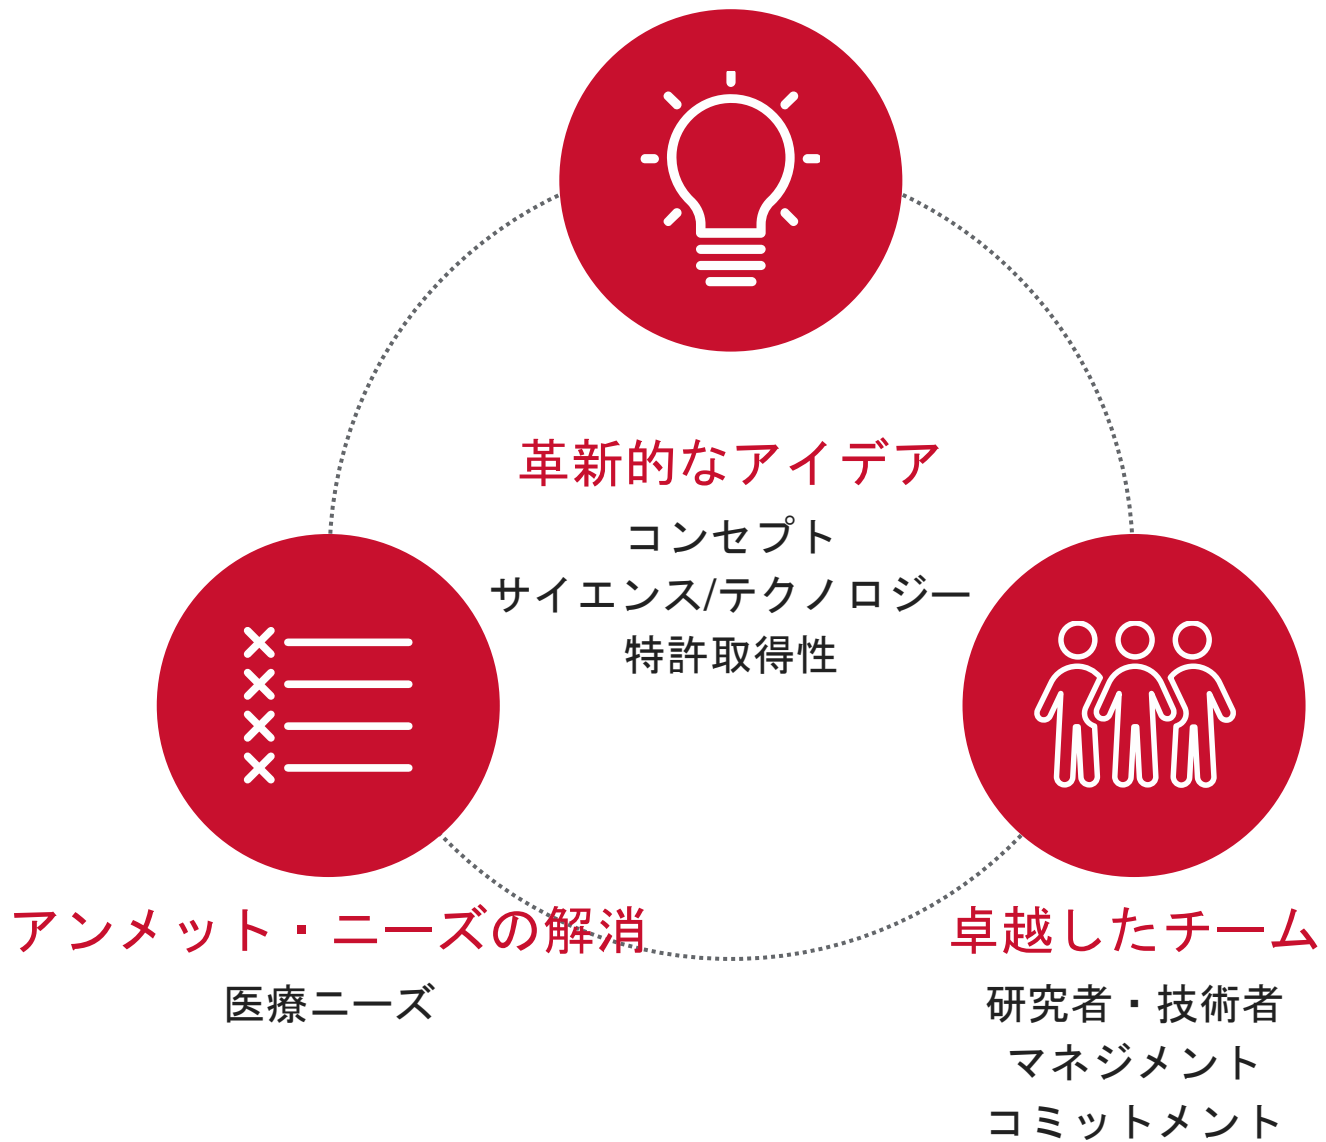 革新的なアイデア
コンセプト
サイエンス/テクノロジー
特許取得性
アンメット・ニーズの解消
医療ニーズ
卓越したチーム
研究者・技術者
マネジメント
コミットメント